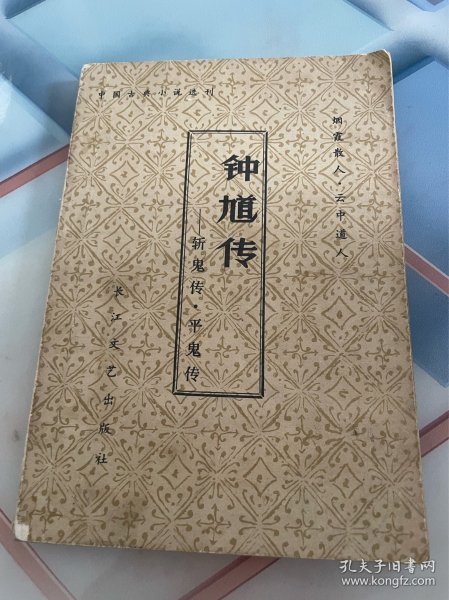 中国古典小说选刊
烟霞散人·云中道人
钟馗传
——斩鬼传·平鬼传
长江文艺出版社
孔夫子旧书网
www.kongfz.com